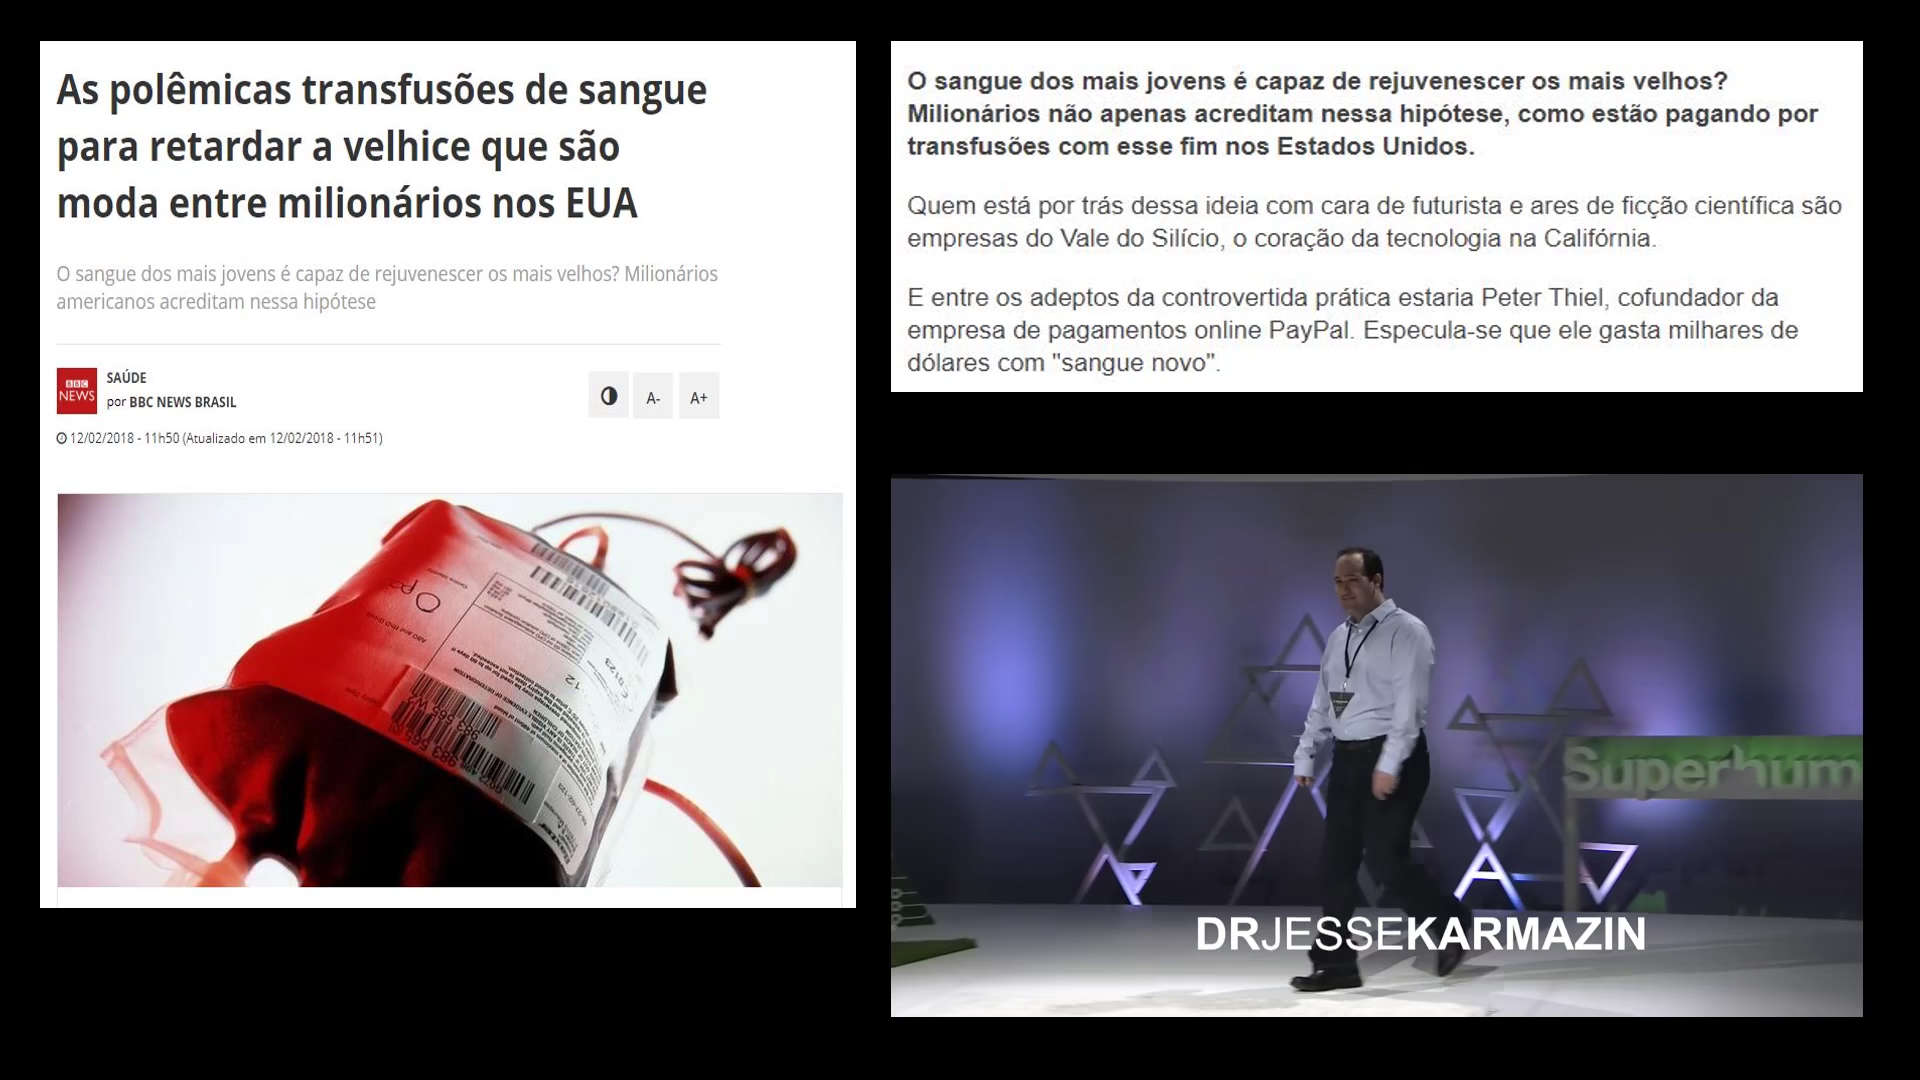 As polêmicas transfusões de sangue
para retardar a velhice que são
moda entre milionários nos EUA
O sangue dos mais jovens é capaz de rejuvenescer os mais velhos? Milionários
americanos acreditam nessa hipótese
BBC
NEWS
SAÚDE
por BBC NEWS BRASIL
A-
A+
12/02/2018 - 11h50 (Atualizado em 12/02/2018 - 11h51)
O sangue dos mais jovens é capaz de rejuvenescer os mais velhos?
Milionários não apenas acreditam nessa hipótese, como estão pagando por
transfusões com esse fim nos Estados Unidos.
Quem está por trás dessa ideia com cara de futurista e ares de ficção científica são
empresas do Vale do Silício, o coração da tecnologia na Califórnia.
E entre os adeptos da controvertida prática estaria Peter Thiel, cofundador da
empresa de pagamentos online PayPal. Especula-se que ele gasta milhares de
dólares com "sangue novo".
Superhum
DRJESSEKARMAZIN